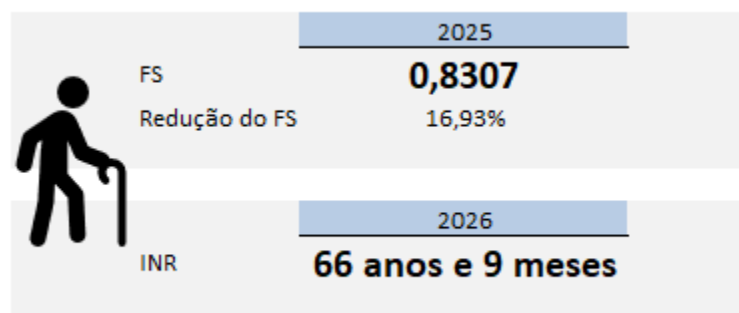 2025
FS 0,8307
Redução do FS 16,93%
2026
INR 66 anos e 9 meses